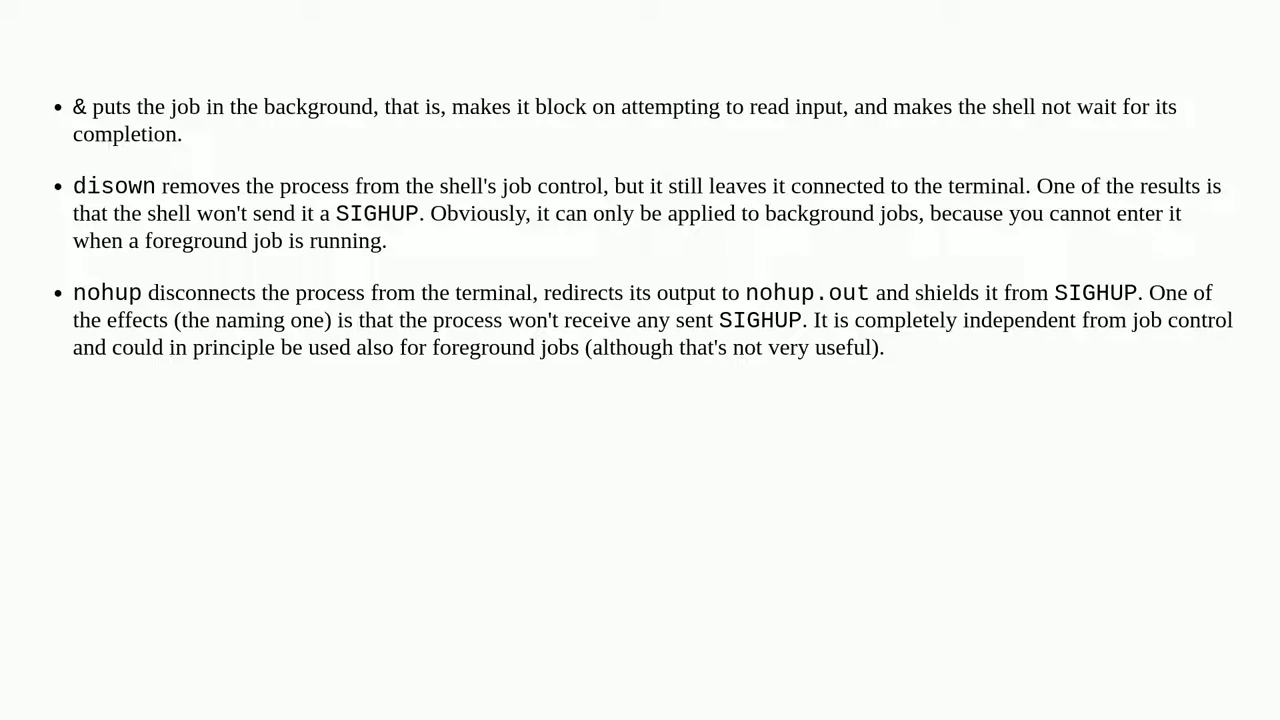 • & puts the job in the background, that is, makes it block on attempting to read input, and makes the shell not wait for its
completion.
• disown removes the process from the shell's job control, but it still leaves it connected to the terminal. One of the results is
that the shell won't send it a SIGHUP. Obviously, it can only be applied to background jobs, because you cannot enter it
when a foreground job is running.
• nohup disconnects the process from the terminal, redirects its output to nohup.out and shields it from SIGHUP. One of
the effects (the naming one) is that the process won't receive any sent SIGHUP. It is completely independent from job control
and could in principle be used also for foreground jobs (although that's not very useful).